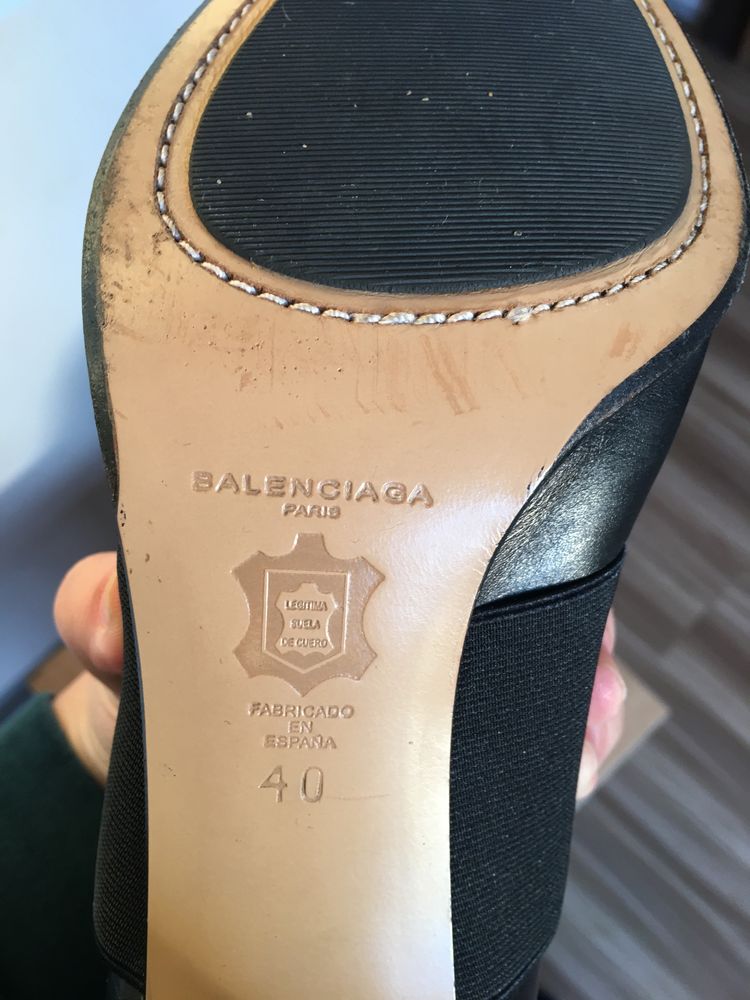 BALENCIAGA
PARIS
LEGITIMA
SUELA
DE CUERO
FABRICADO
EN
ESPAÑA
40